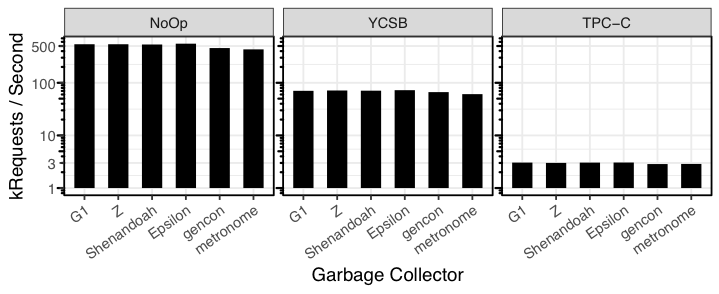 NoOp
YCSB
TPC−C
kRequests / Second
500
100
10
3
1
G1
Z
Shenandoah
Epsilon
gencon
metronome
G1
Z
Shenandoah
Epsilon
gencon
metronome
G1
Z
Shenandoah
Epsilon
gencon
metronome
Garbage Collector